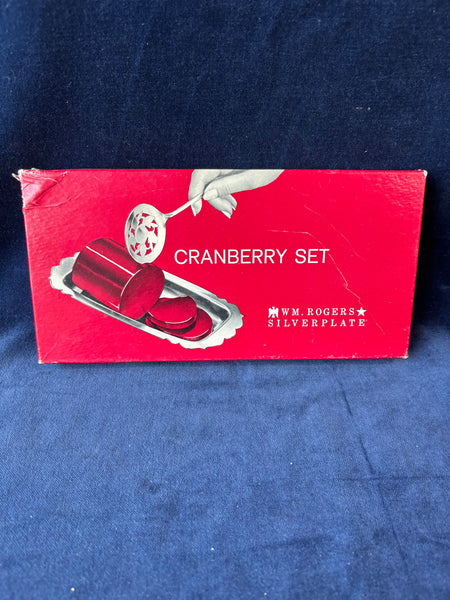 CRANBERRY SET
WM. ROGERS★
SILVERPLATE